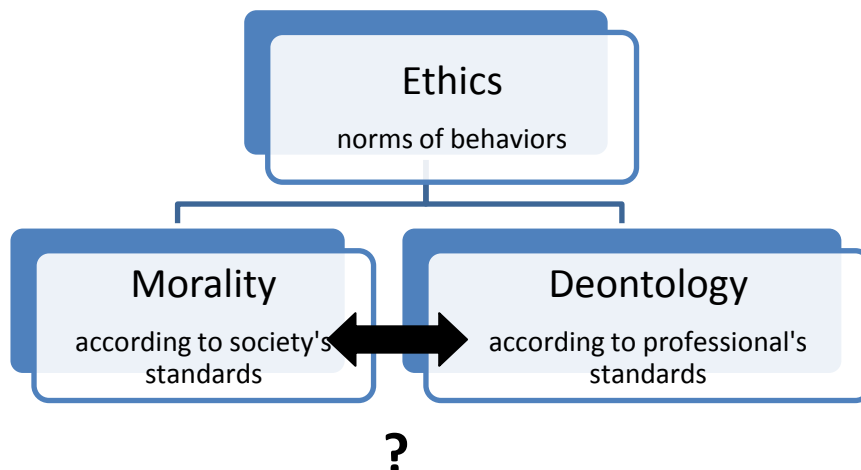 Ethics
norms of behaviors
Morality
according to society's
standards
Deontology
according to professional's
standards
?